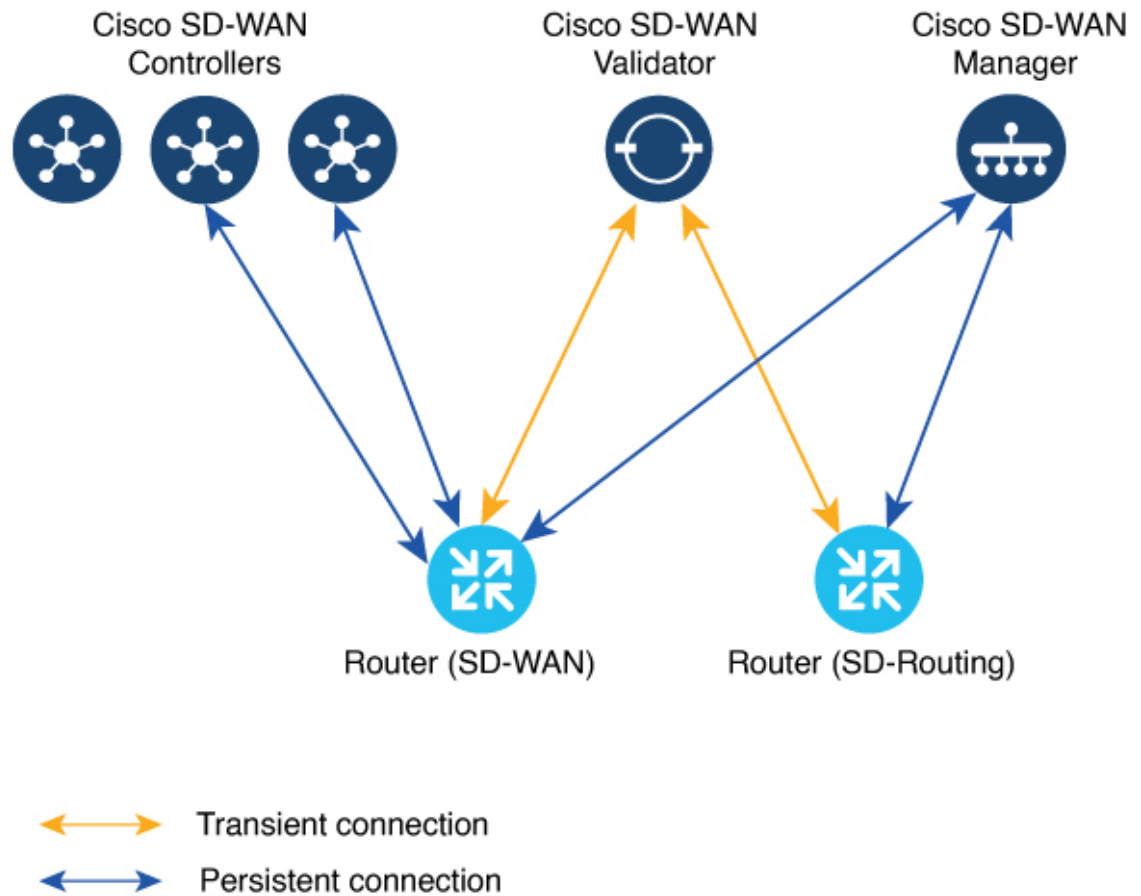 Cisco SD-WAN
Controllers
Cisco SD-WAN
Validator
Cisco SD-WAN
Manager
Router (SD-WAN)
Router (SD-Routing)
Transient connection
Persistent connection